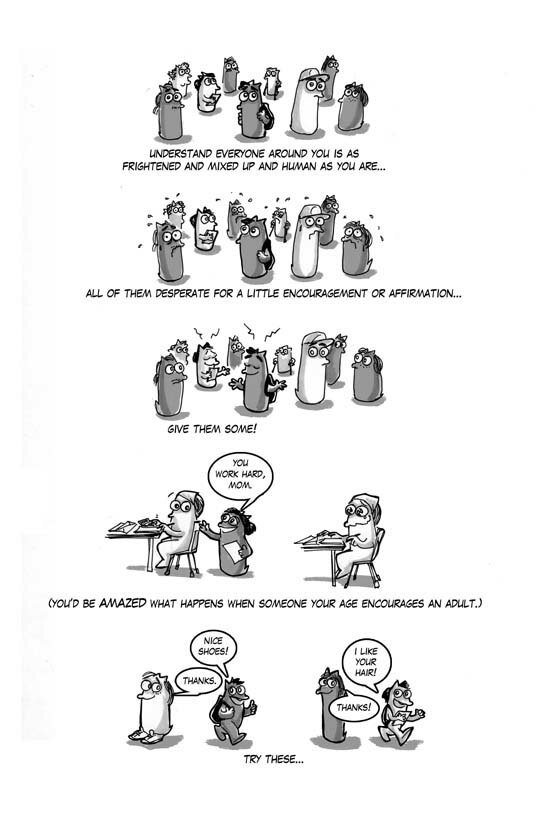 UNDERSTAND EVERYONE AROUND YOU IS AS
FRIGHTENED AND MIXED UP AND HUMAN AS YOU ARE...
ALL OF THEM DESPERATE FOR A LITTLE ENCOURAGEMENT OR AFFIRMATION...
GIVE THEM SOME!
YOU
WORK HARD,
MOM.
(YOU'D BE AMAZED WHAT HAPPENS WHEN SOMEONE YOUR AGE ENCOURAGES AN ADULT.)
NICE
SHOES!
THANKS.
I LIKE
YOUR
HAIR!
THANKS!
TRY THESE...